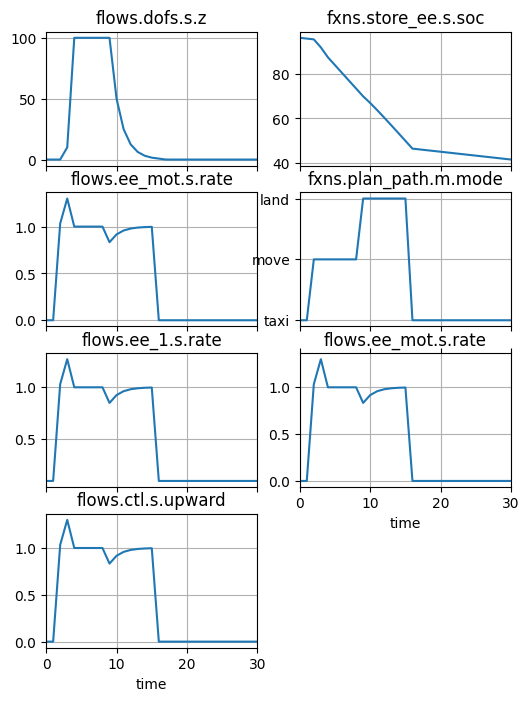 flows.dofs.s.z
100
50
0
fxns.store_ee.s.soc
80
60
40
flows.ee_mot.s.rate
1.0
0.5
0.0
fxns.plan_path.m.mode
land
move
taxi
flows.ee_1.s.rate
1.0
0.5
flows.ee_mot.s.rate
1.0
0.5
0.0
0 10 20 30
time
flows.ctl.s.upward
1.0
0.5
0.0
0 10 20 30
time